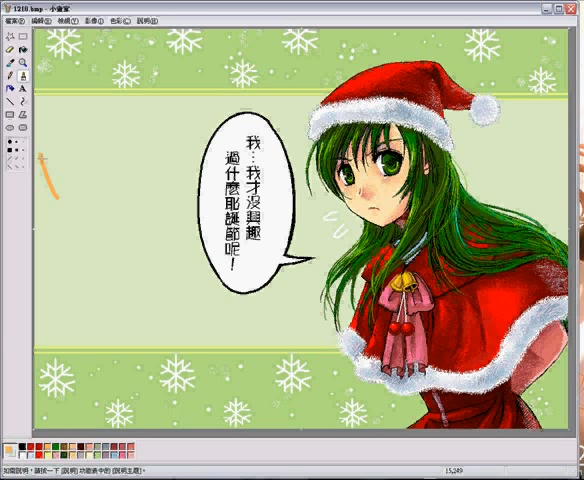 1218.bmp - 小畫家
檔案(F) 編輯(E) 檢視(V) 影像(I) 色彩(C) 說明(H)
我…我才沒興趣
過什麼耶誕節呢！
如需說明，請按一下 [說明] 功能表中的 [說明主題]。
15,249